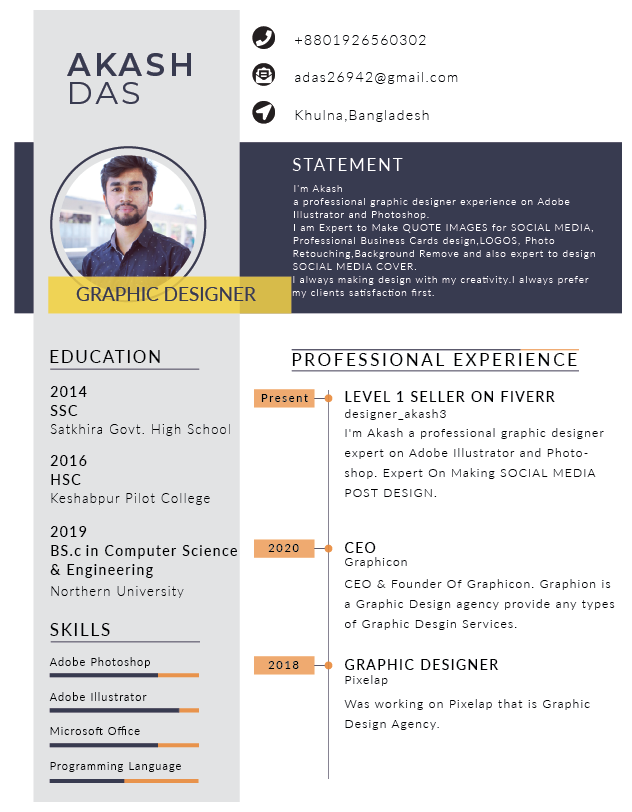 AKASH
DAS
+8801926560302
adas26942@gmail.com
Khulna,Bangladesh
STATEMENT
I'm Akash
a professional graphic designer experience on Adobe
Illustrator and Photoshop.
I am Expert to Make QUOTE IMAGES for SOCIAL MEDIA,
Professional Business Cards design,LOGOS, Photo
Retouching,Background Remove and also expert to design
SOCIAL MEDIA COVER.
I always making design with my creativity.I always prefer
my clients satisfaction first.
GRAPHIC DESIGNER
EDUCATION
2014
SSC
Satkhira Govt. High School
2016
HSC
Keshabpur Pilot College
2019
BS.c in Computer Science
& Engineering
Northern University
SKILLS
Adobe Photoshop
Adobe Illustrator
Microsoft Office
Programming Language
PROFESSIONAL EXPERIENCE
Present
LEVEL 1 SELLER ON FIVERR
designer_akash3
I'm Akash a professional graphic designer
expert on Adobe Illustrator and Photo-
shop. Expert On Making SOCIAL MEDIA
POST DESIGN.
2020
CEO
Graphicon
CEO & Founder Of Graphicon. Graphion is
a Graphic Design agency provide any types
of Graphic Desgin Services.
2018
GRAPHIC DESIGNER
Pixelap
Was working on Pixelap that is Graphic
Design Agency.